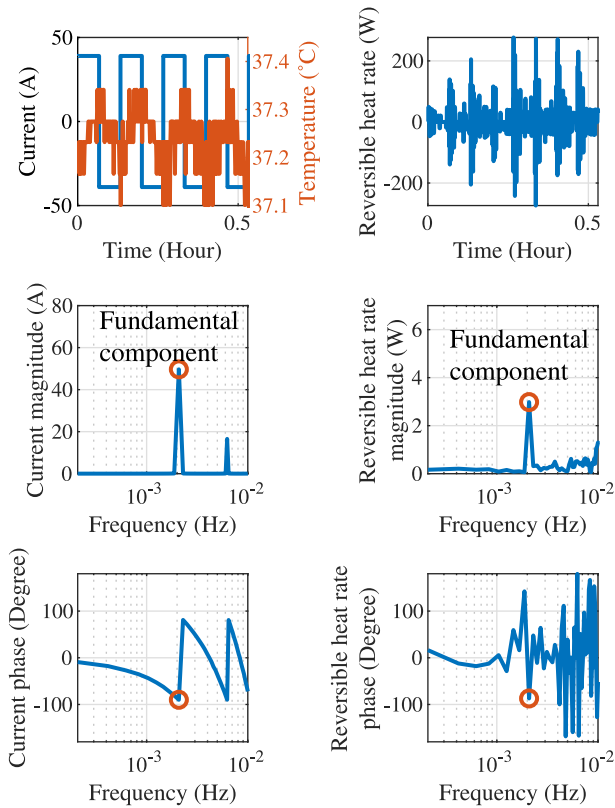 Current (A)
50
0
-50
0
0.5
Time (Hour)
37.4
37.3
37.2
37.1
Temperature (˚C)
Reversible heat rate (W)
200
0
-200
0
0.5
Time (Hour)
Current magnitude (A)
80
60
40
20
0
Fundamental
component
10-3
10-2
Frequency (Hz)
Reversible heat rate
magnitude (W)
6
4
2
0
Fundamental
component
10-3
10-2
Frequency (Hz)
Current phase (Degree)
100
0
-100
10-3
10-2
Frequency (Hz)
Reversible heat rate
phase (Degree)
100
0
-100
10-3
10-2
Frequency (Hz)